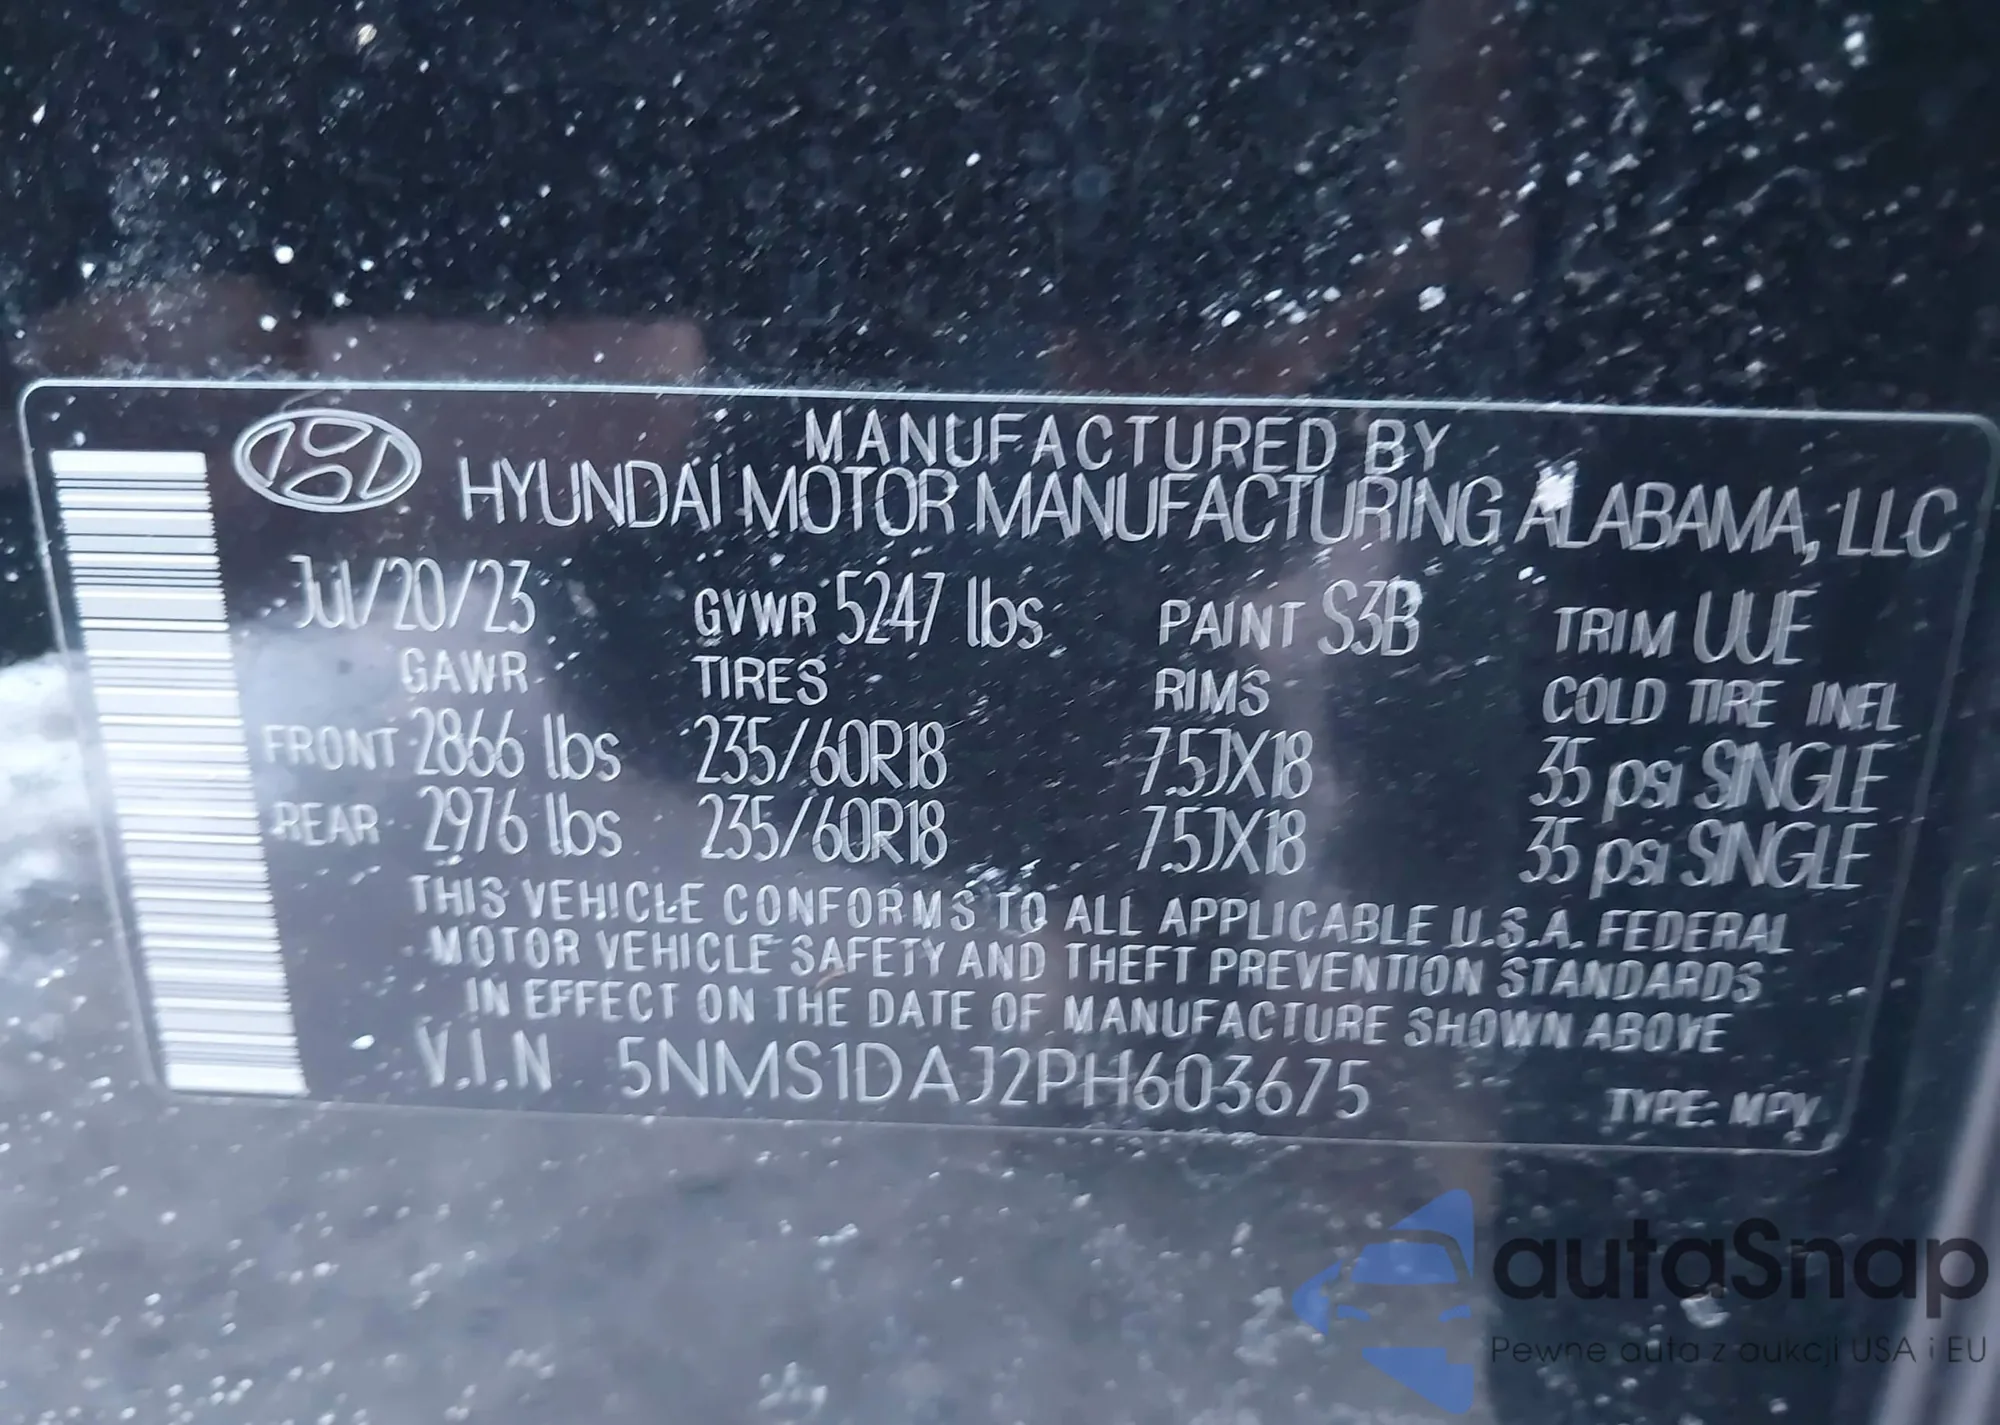 MANUFACTURED BY
HYUNDAI MOTOR MANUFACTURING ALABAMA, LLC
Jul/20/23 GVWR 5247 lbs PAINT S3B TRIM UUE
GAWR TIRES RIMS COLD TIRE INFL
FRONT 2866 lbs 235/60R18 7.5JX18 35 psi SINGLE
REAR 2976 lbs 235/60R18 7.5JX18 35 psi SINGLE
THIS VEHICLE CONFORMS TO ALL APPLICABLE U.S.A. FEDERAL
MOTOR VEHICLE SAFETY AND THEFT PREVENTION STANDARDS
IN EFFECT ON THE DATE OF MANUFACTURE SHOWN ABOVE
V.I.N 5NMS1DAJ2PH603675
TYPE: MPV
autaSnap
Pewne auta z aukcji USA i EU